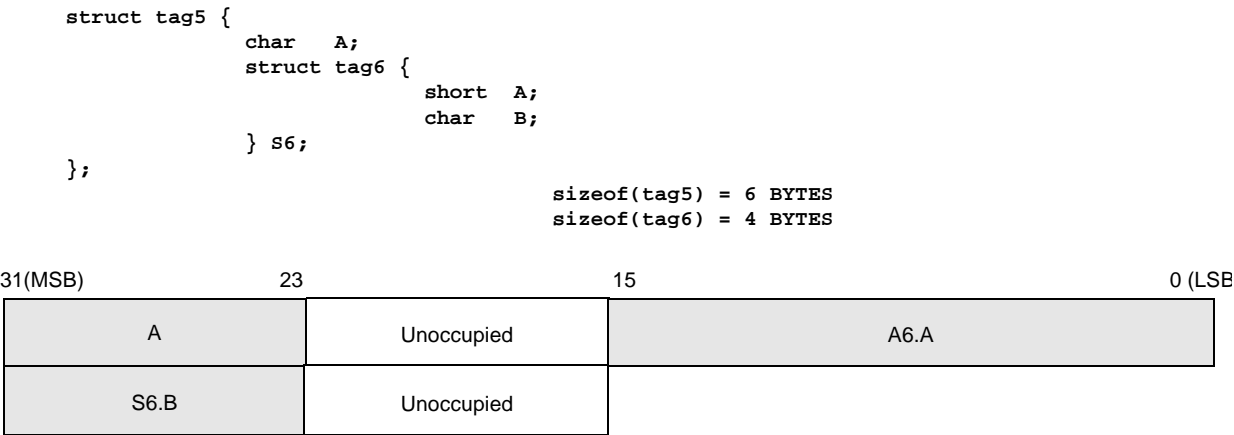 struct tag5 {
char A;
struct tag6 {
short A;
char B;
} S6;
};
sizeof(tag5) = 6 BYTES
sizeof(tag6) = 4 BYTES
31(MSB) 23 15 0 (LSB
A Unoccupied A6.A
S6.B Unoccupied